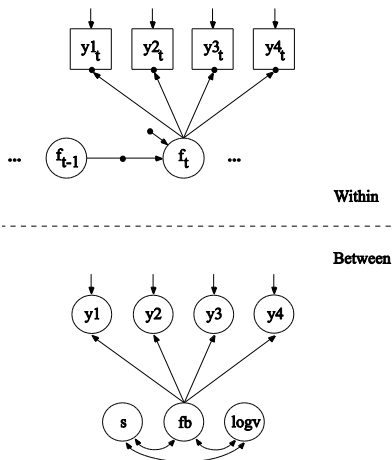 y1t y2t y3t y4t
... ft-1 ft ...
Within
Between
y1 y2 y3 y4
s fb logv